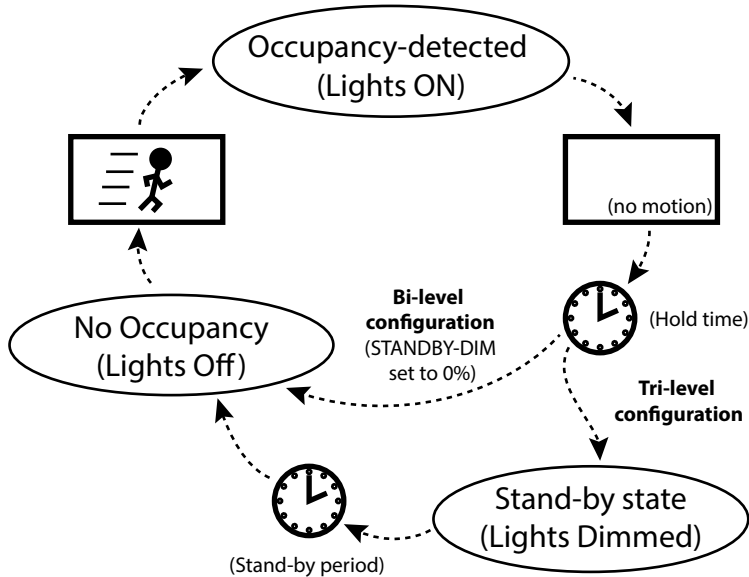 Occupancy-detected
(Lights ON)
(no motion)
(Hold time)
Bi-level
configuration
(STANDBY-DIM
set to 0%)
Tri-level
configuration
No Occupancy
(Lights Off)
Stand-by state
(Lights Dimmed)
(Stand-by period)